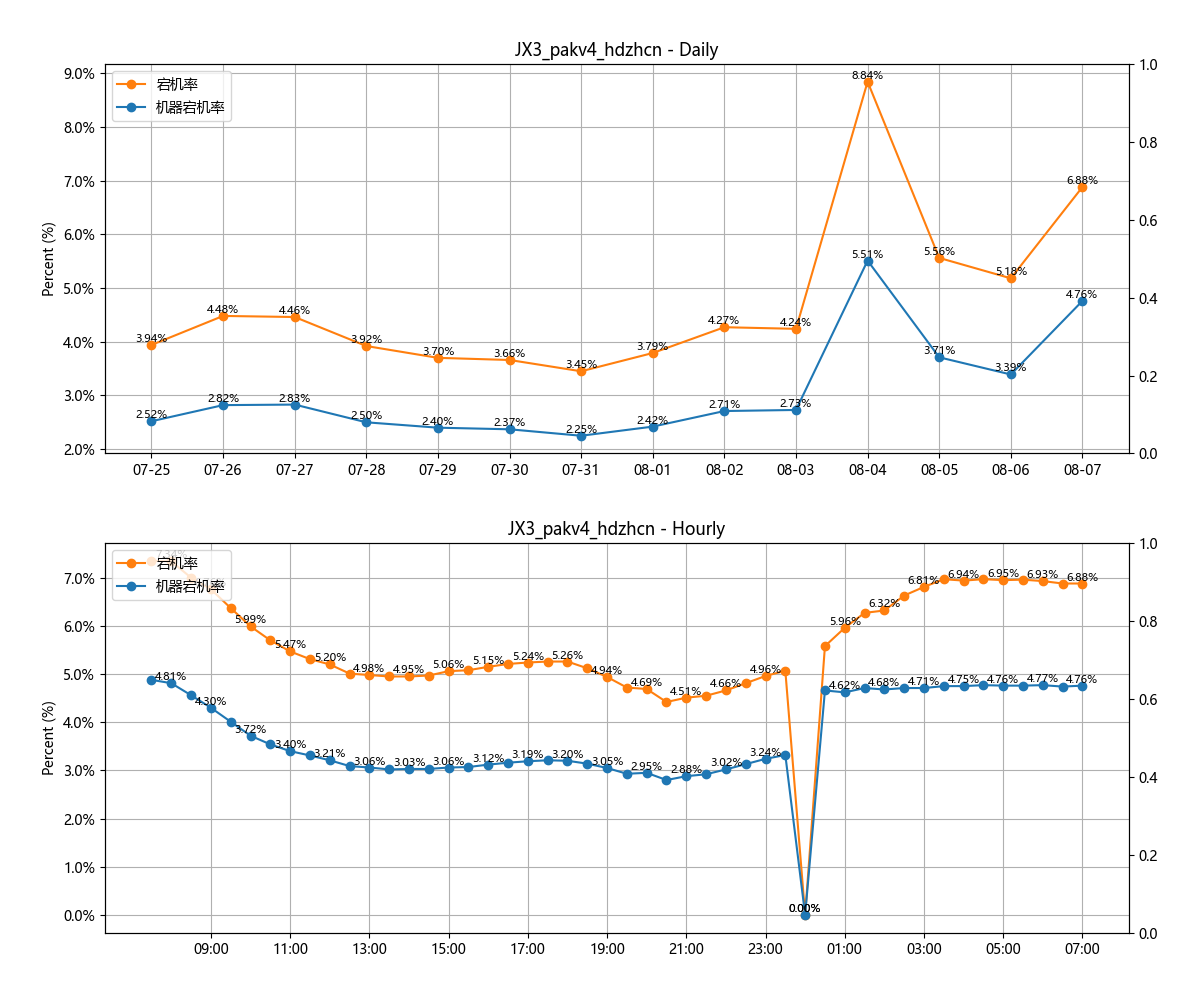 JX3_pakv4_hdzhcn - Daily
宕机率
机器宕机率
Percent (%)
9.0%
8.0%
7.0%
6.0%
5.0%
4.0%
3.0%
2.0%
1.0
0.8
0.6
0.4
0.2
0.0
3.94% 4.48% 4.46% 3.92% 3.70% 3.66% 3.45% 3.79% 4.27% 4.24% 8.84% 5.56% 5.18% 6.88%
2.52% 2.82% 2.83% 2.50% 2.40% 2.37% 2.25% 2.42% 2.71% 2.73% 5.51% 3.71% 3.39% 4.76%
07-25 07-26 07-27 07-28 07-29 07-30 07-31 08-01 08-02 08-03 08-04 08-05 08-06 08-07
JX3_pakv4_hdzhcn - Hourly
宕机率
机器宕机率
Percent (%)
7.0%
6.0%
5.0%
4.0%
3.0%
2.0%
1.0%
0.0%
1.0
0.8
0.6
0.4
0.2
0.0
7.34% 5.99% 5.47% 5.20% 4.98% 4.95% 5.06% 5.15% 5.24% 5.26% 4.94% 4.69% 4.51% 4.66% 4.96% 0.00% 5.96% 6.32% 6.81% 6.94% 6.95% 6.93% 6.88%
4.81% 4.30% 3.72% 3.40% 3.21% 3.06% 3.03% 3.06% 3.12% 3.19% 3.20% 3.05% 2.95% 2.88% 3.02% 3.24% 0.00% 4.62% 4.68% 4.71% 4.75% 4.76% 4.77% 4.76%
09:00 11:00 13:00 15:00 17:00 19:00 21:00 23:00 01:00 03:00 05:00 07:00